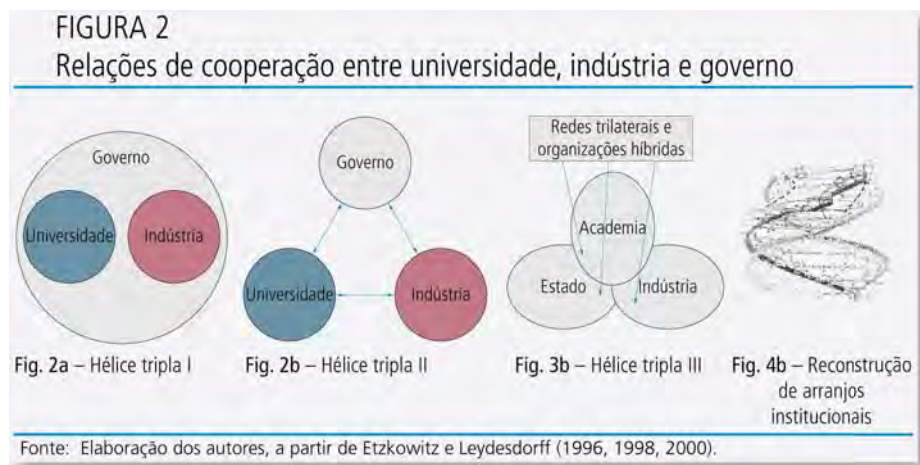 FIGURA 2
Relações de cooperação entre universidade, indústria e governo
Governo
Universidade
Indústria
Fig. 2a – Hélice tripla I
Governo
Universidade
Indústria
Fig. 2b – Hélice tripla II
Redes trilaterais e
organizações híbridas
Academia
Estado
Indústria
Fig. 3b – Hélice tripla III
Fig. 4b – Reconstrução
de arranjos
institucionais
Fonte: Elaboração dos autores, a partir de Etzkowitz e Leydesdorff (1996, 1998, 2000).